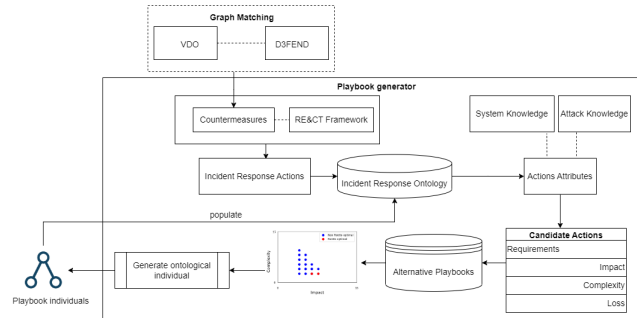 Graph Matching
VDO
D3FEND
Playbook generator
Countermeasures
RE&CT Framework
System Knowledge
Attack Knowledge
Incident Response Actions
Incident Response Ontology
Actions Attributes
populate
Candidate Actions
Requirements
Impact
Complexity
Loss
Alternative Playbooks
Complexity
Impact
Generate ontological
individual
Playbook individuals